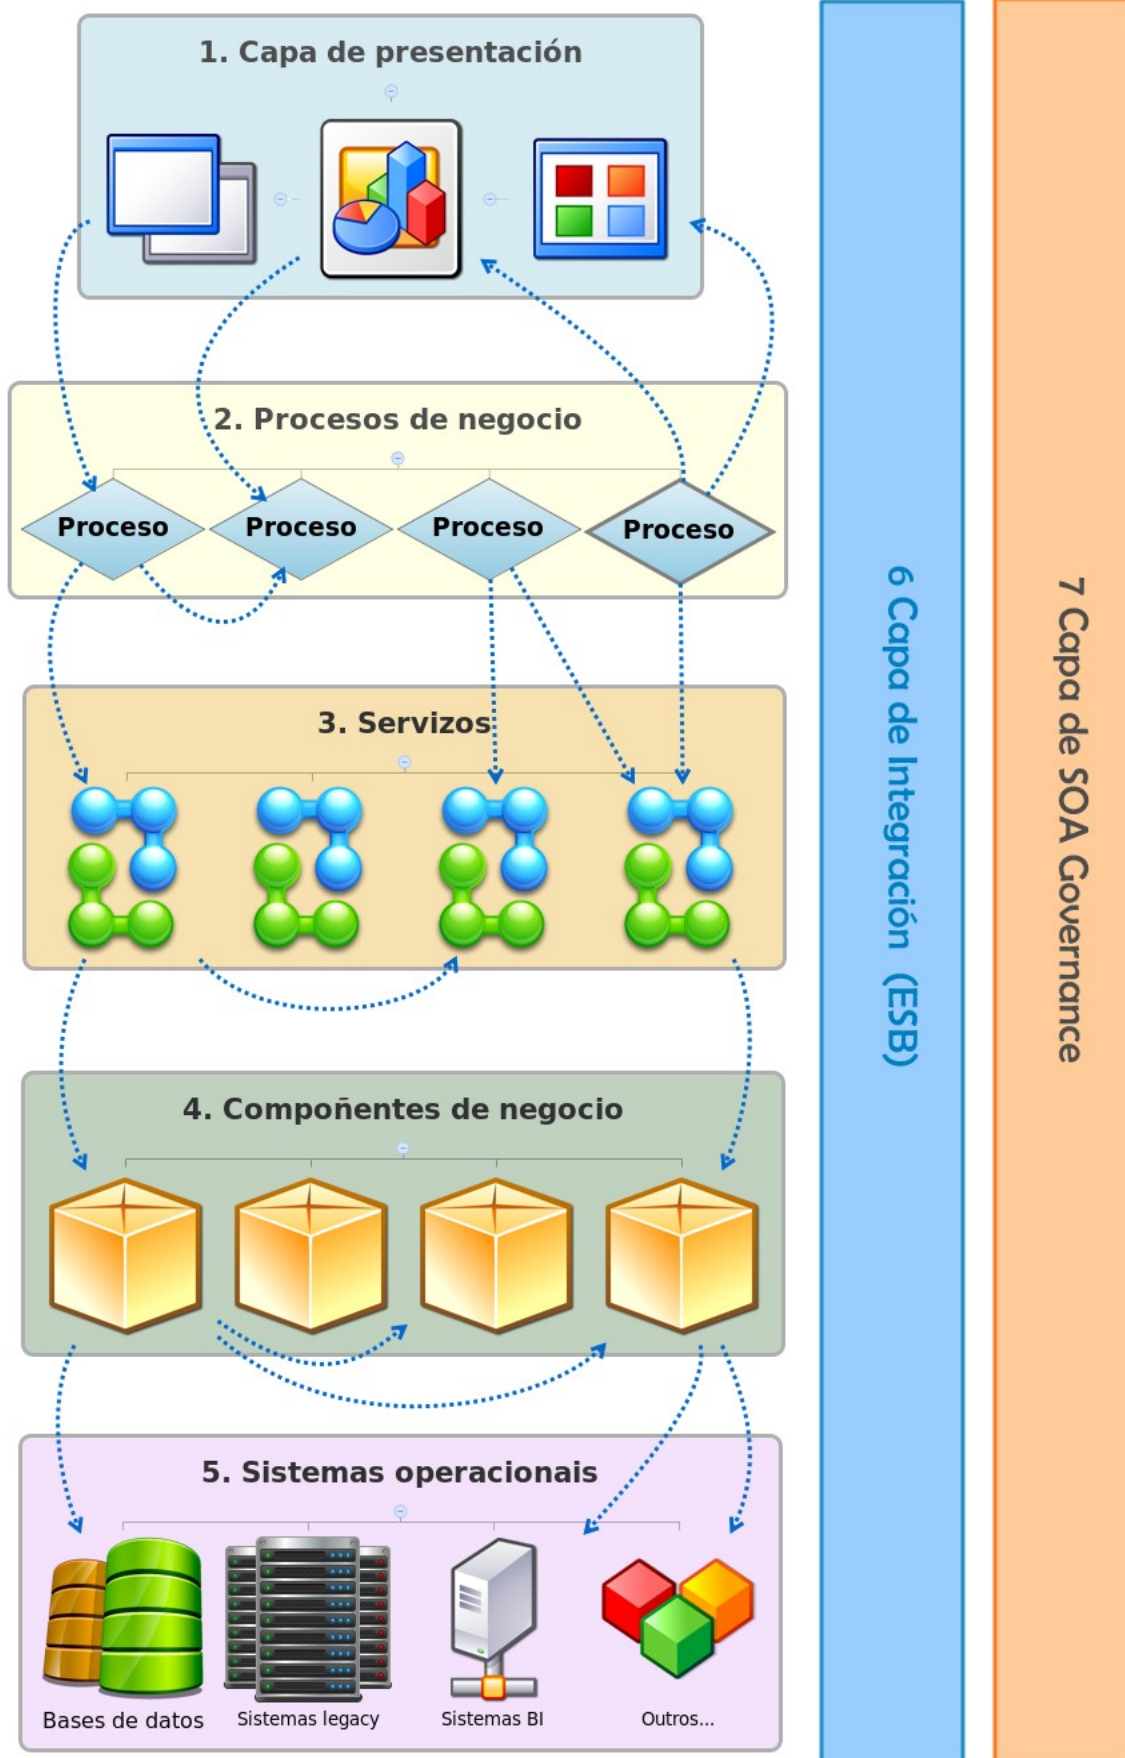 1. Capa de presentación
2. Procesos de negocio
Proceso
Proceso
Proceso
Proceso
3. Servizos
4. Compoñentes de negocio
5. Sistemas operacionais
Bases de datos
Sistemas legacy
Sistemas BI
Outros...
6 Capa de Integración (ESB)
7 Capa de SOA Governance